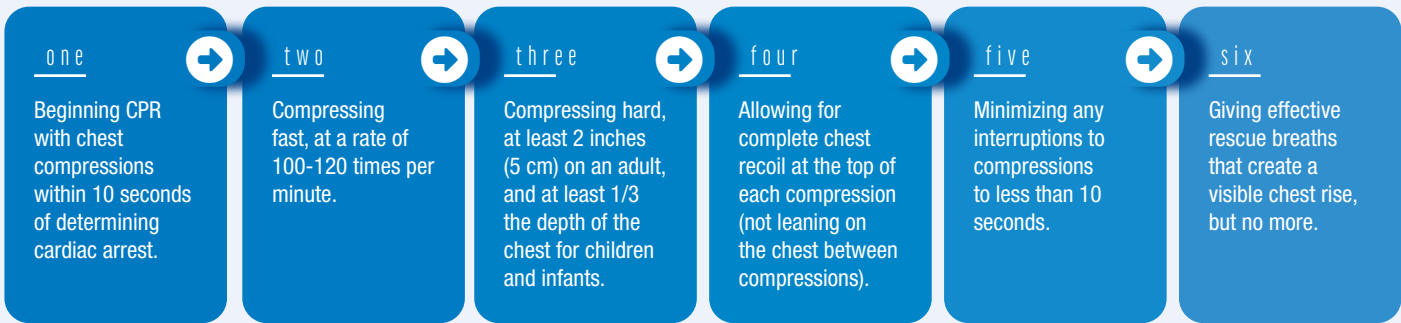 one
Beginning CPR
with chest
compressions
within 10 seconds
of determining
cardiac arrest.
two
Compressing
fast, at a rate of
100-120 times per
minute.
three
Compressing hard,
at least 2 inches
(5 cm) on an adult,
and at least 1/3
the depth of the
chest for children
and infants.
four
Allowing for
complete chest
recoil at the top of
each compression
(not leaning on
the chest between
compressions).
five
Minimizing any
interruptions to
compressions
to less than 10
seconds.
six
Giving effective
rescue breaths
that create a
visible chest rise,
but no more.